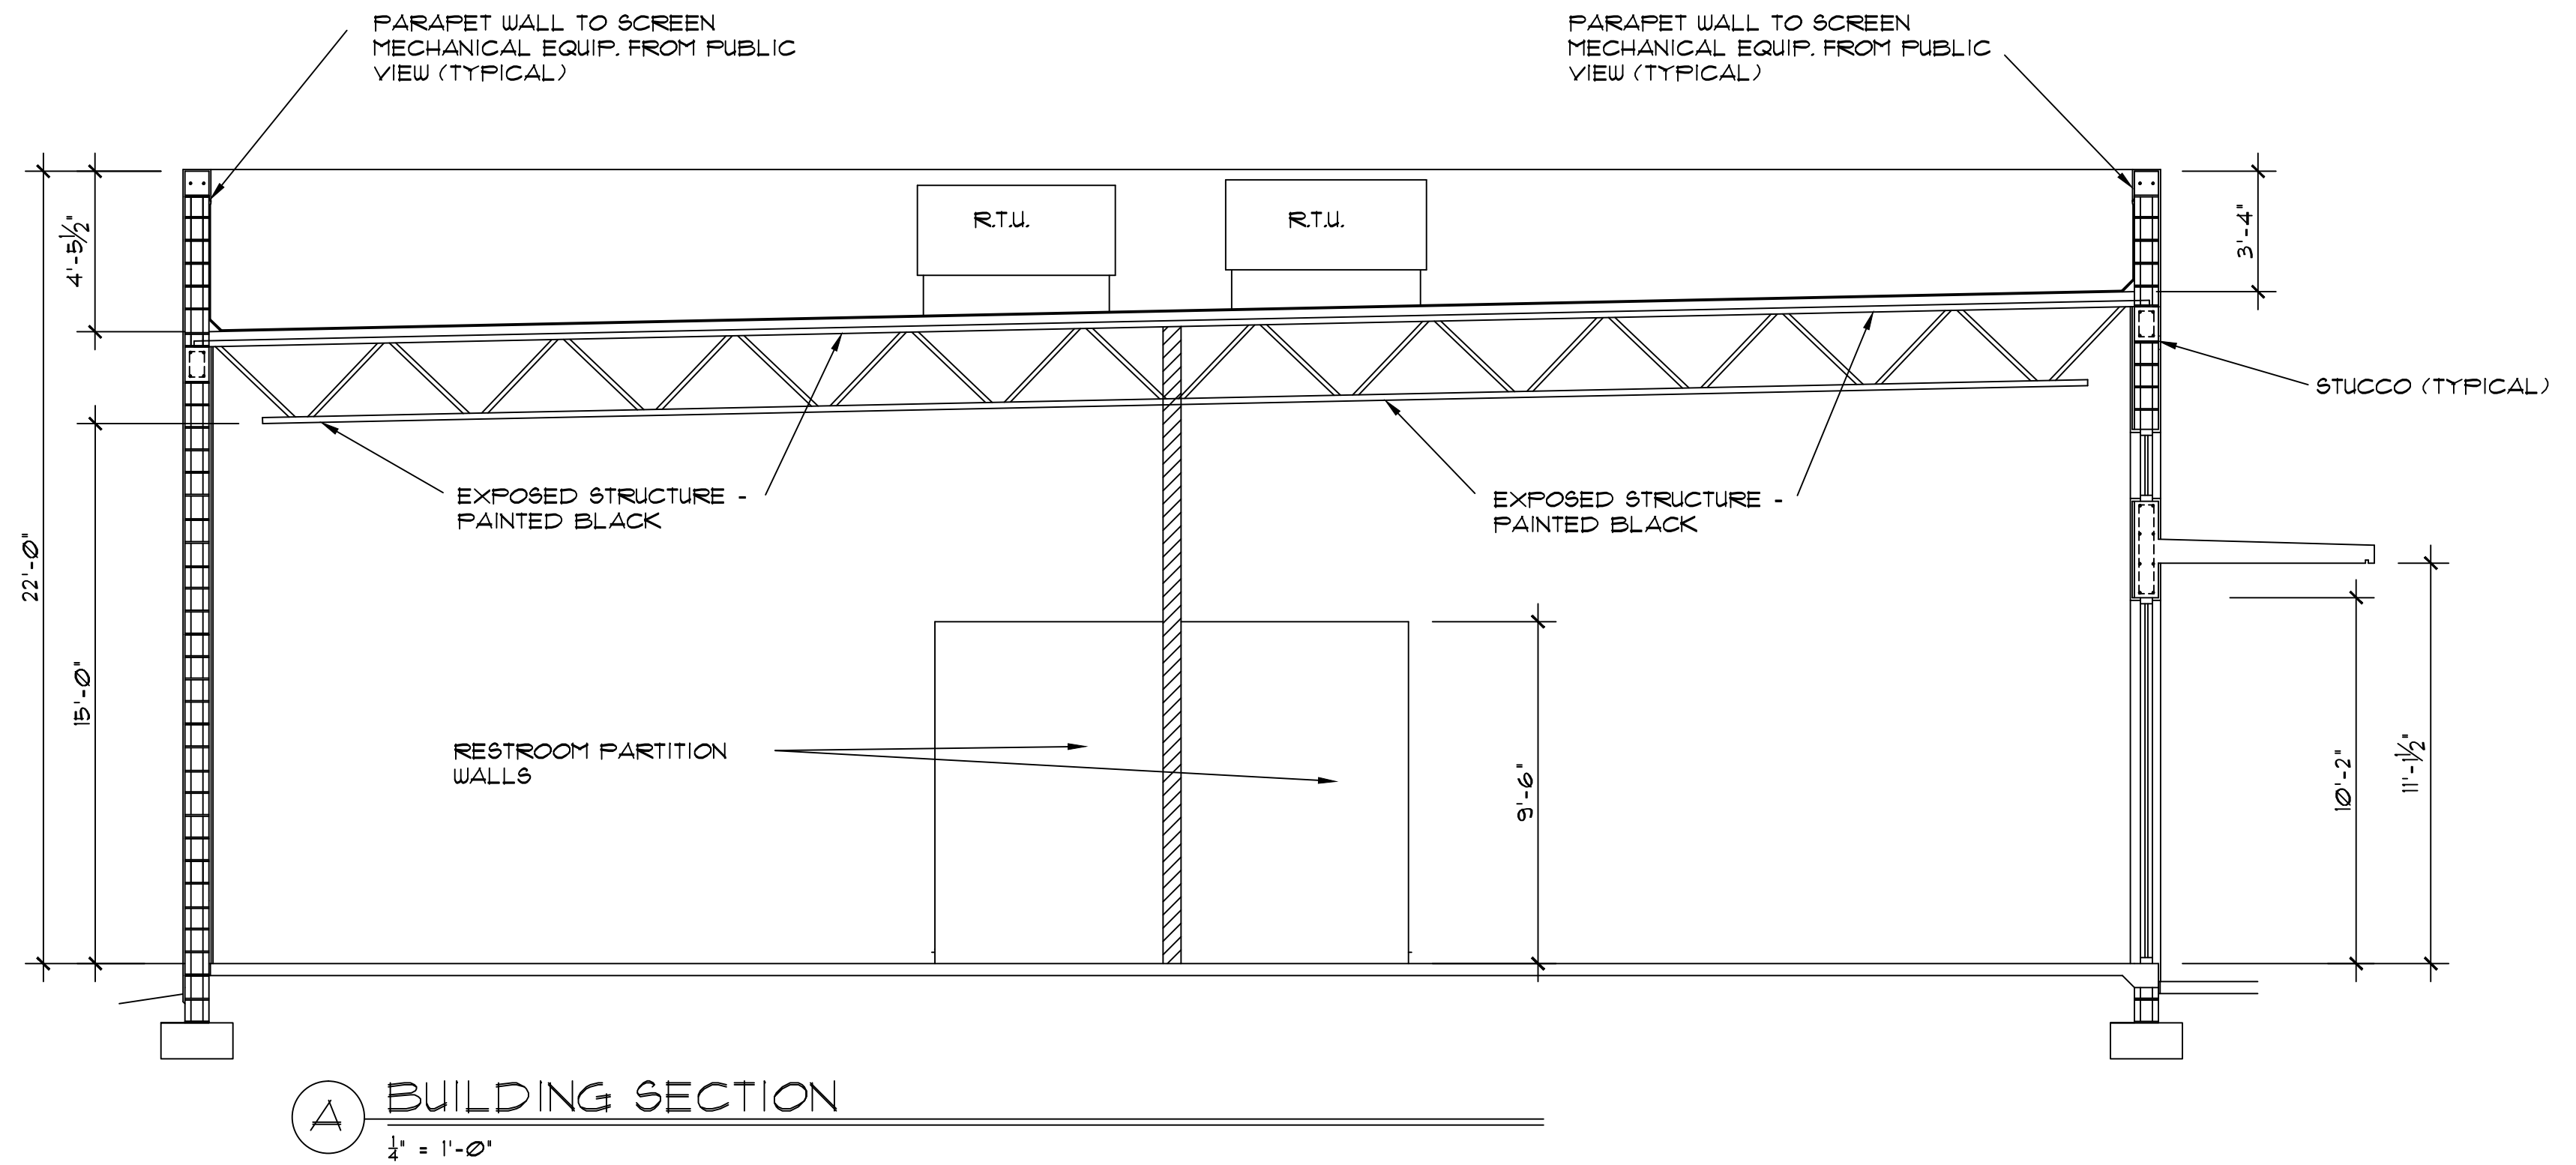 PARAPET WALL TO SCREEN
MECHANICAL EQUIP. FROM PUBLIC
VIEW (TYPICAL)
PARAPET WALL TO SCREEN
MECHANICAL EQUIP. FROM PUBLIC
VIEW (TYPICAL)
4'-5½"
R.T.U.
R.T.U.
3'-4"
STUCCO (TYPICAL)
EXPOSED STRUCTURE -
PAINTED BLACK
EXPOSED STRUCTURE -
PAINTED BLACK
22'-0"
15'-0"
RESTROOM PARTITION
WALLS
9'-6"
10'-2"
11'-1½"
A
BUILDING SECTION
¼" = 1'-0"